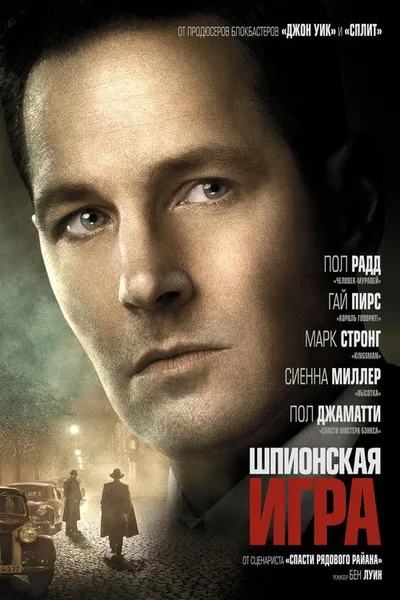 ОТ ПРОДЮСЕРОВ БЛОКБАСТЕРОВ «ДЖОН УИК» И «СПЛИТ»
ПОЛ РАДД
«ЧЕЛОВЕК-МУРАВЕЙ»
ГАЙ ПИРС
«КОРОЛЬ ГОВОРИТ!»
МАРК СТРОНГ
«KINGSMAN»
СИЕННА МИЛЛЕР
«ВЫСОТКА»
ПОЛ ДЖАМАТТИ
«СПАСТИ МИСТЕРА БЭНКСА»
ШПИОНСКАЯ
ИГРА
ОТ СЦЕНАРИСТА «СПАСТИ РЯДОВОГО РАЙАНА»
РЕЖИССЕР БЕН ЛУИН